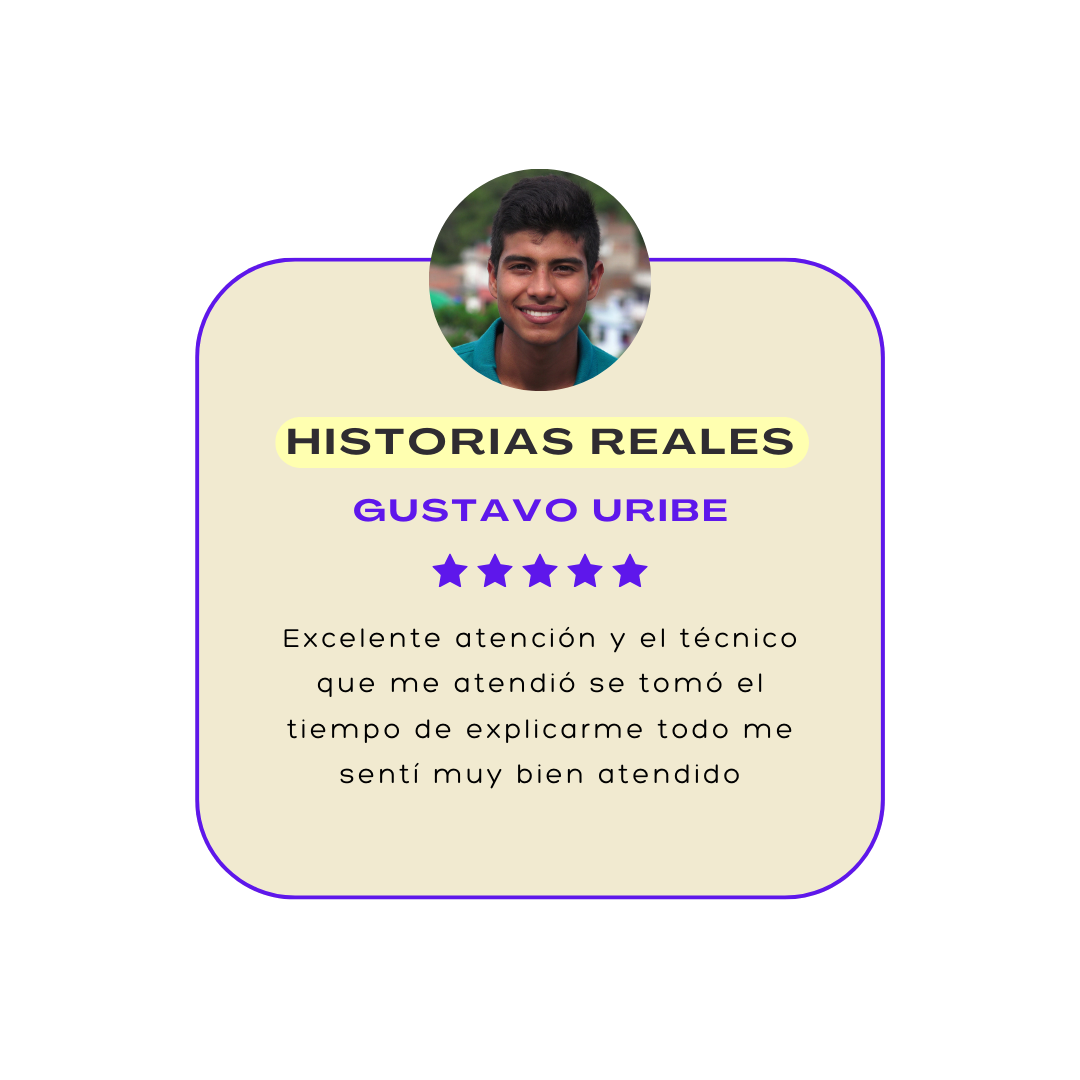 HISTORIAS REALES
GUSTAVO URIBE
Excelente atención y el técnico
que me atendió se tomó el
tiempo de explicarme todo me
sentí muy bien atendido